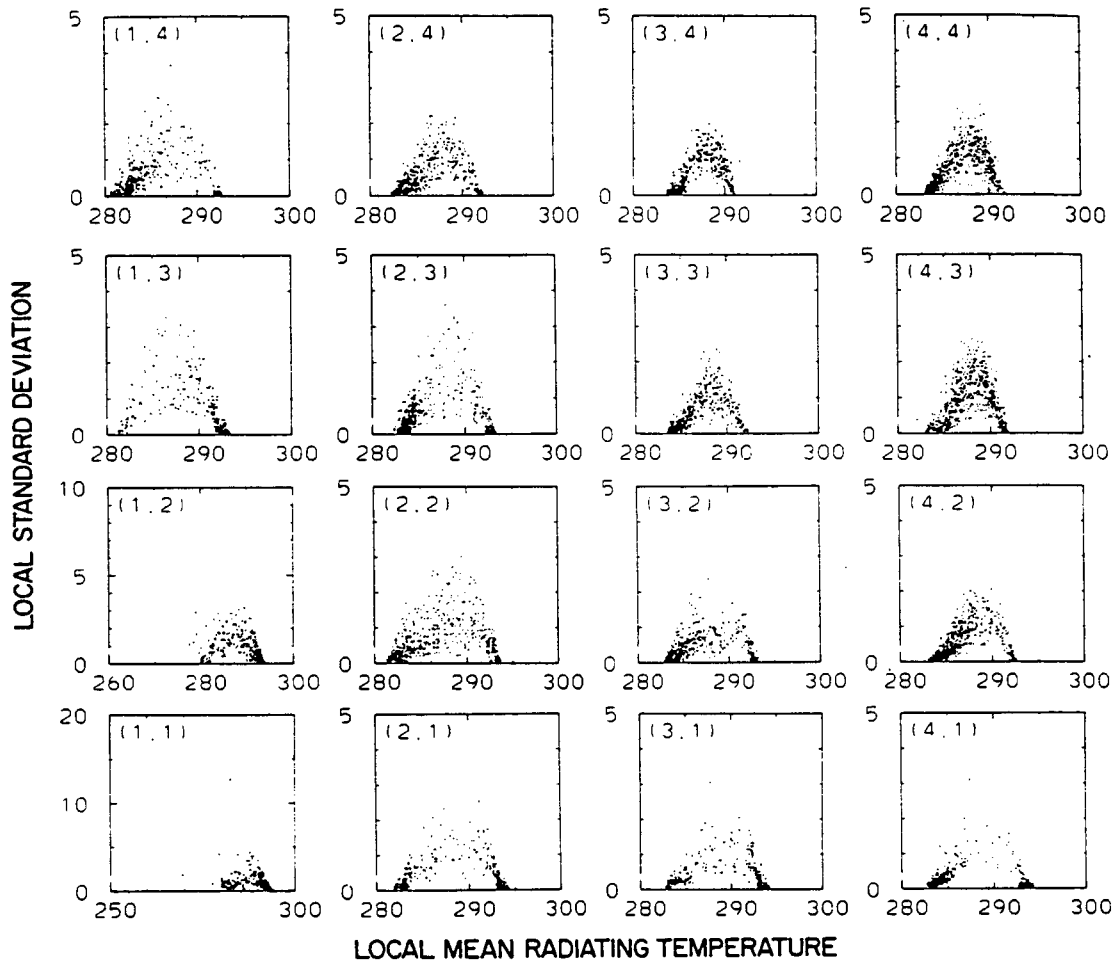 LOCAL STANDARD DEVIATION
5 (1,4) 5 (2,4) 5 (3,4) 5 (4,4)
0 0 0 0
280 290 300 280 290 300 280 290 300 280 290 300
5 (1,3) 5 (2,3) 5 (3,3) 5 (4,3)
0 0 0 0
280 290 300 280 290 300 280 290 300 280 290 300
10 (1,2) 5 (2,2) 5 (3,2) 5 (4,2)
5
0 0 0 0
260 280 300 280 290 300 280 290 300 280 290 300
20 (1,1) 5 (2,1) 5 (3,1) 5 (4,1)
10
0 0 0 0
250 300 280 290 300 280 290 300 280 290 300
LOCAL MEAN RADIATING TEMPERATURE